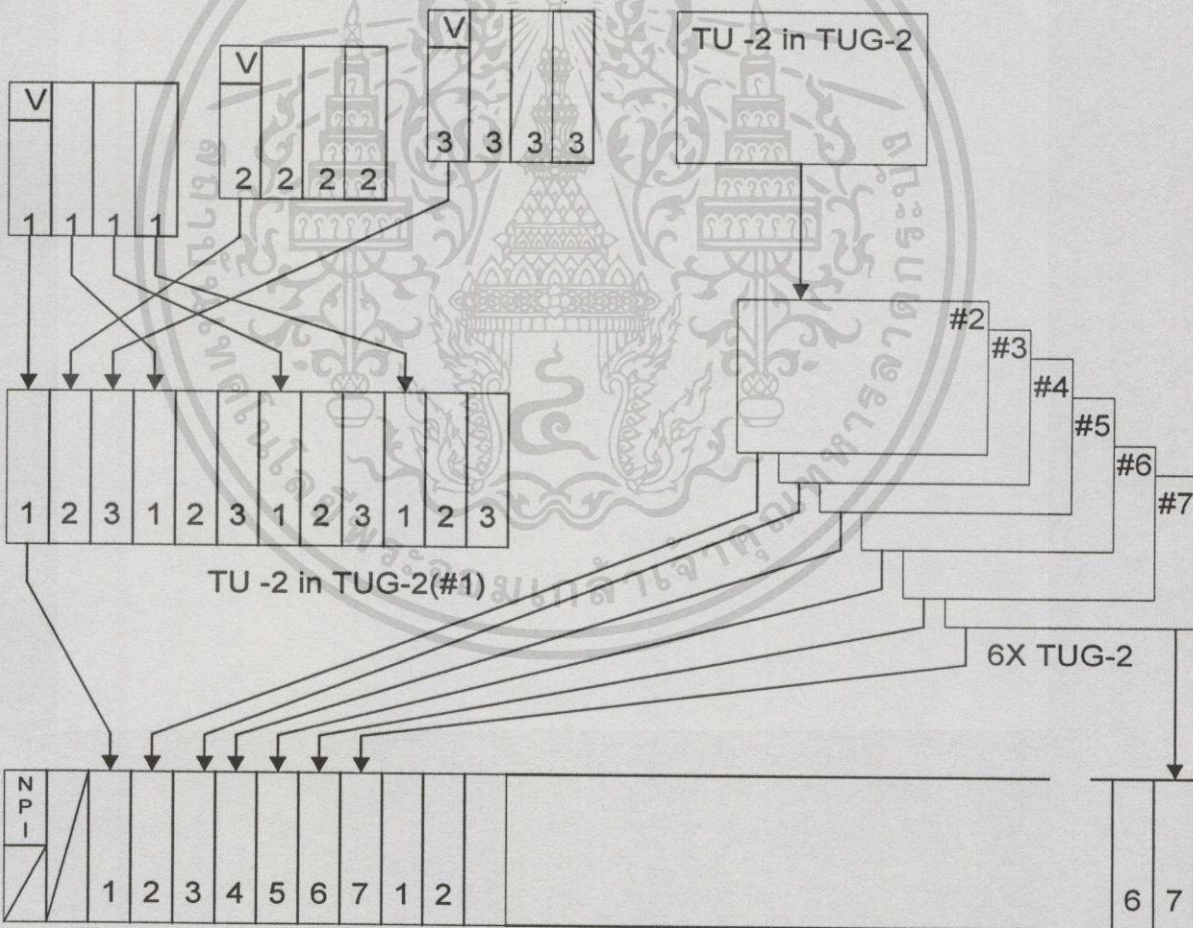 V
1 1 1 1
V
2 2 2 2
V
3 3 3 3
TU -2 in TUG-2
#2
#3
#4
#5
#6
#7
1 2 3 1 2 3 1 2 3 1 2 3
TU -2 in TUG-2(#1)
6X TUG-2
N
P
I
1 2 3 4 5 6 7 1 2
6 7